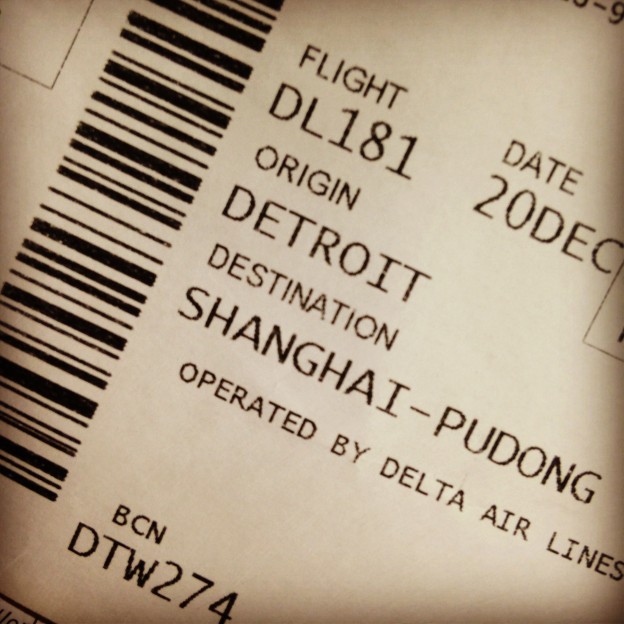 FLIGHT
DL181
DATE
20DEC
ORIGIN
DETROIT
DESTINATION
SHANGHAI-PUDONG
OPERATED BY DELTA AIR LINES
BCN
DTW274